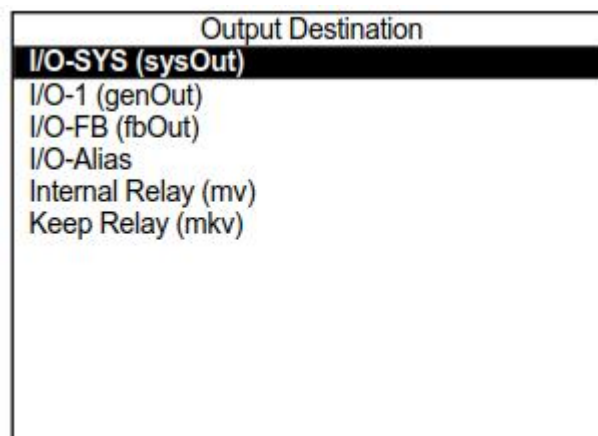 Output Destination
I/O-SYS (sysOut)
I/O-1 (genOut)
I/O-FB (fbOut)
I/O-Alias
Internal Relay (mv)
Keep Relay (mkv)